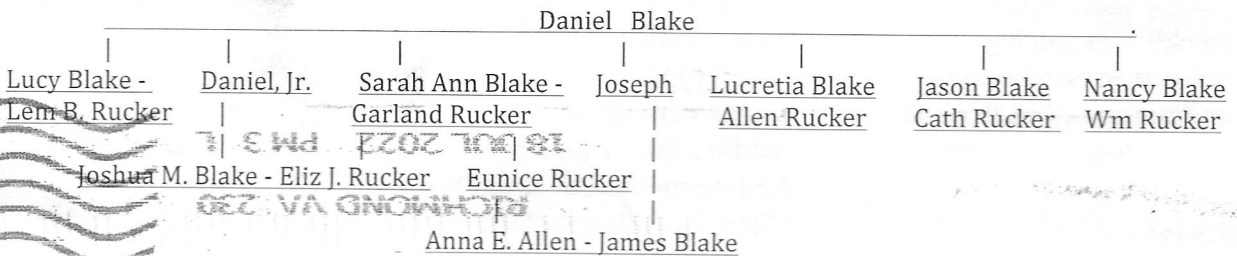 Daniel Blake
Lucy Blake - Daniel, Jr. Sarah Ann Blake - Joseph Lucretia Blake Jason Blake Nancy Blake
Lem B. Rucker Garland Rucker Allen Rucker Cath Rucker Wm Rucker
18 JUL 2022 PM 3 L
Joshua M. Blake - Eliz J. Rucker Eunice Rucker
RICHMOND VA 230
Anna E. Allen - James Blake